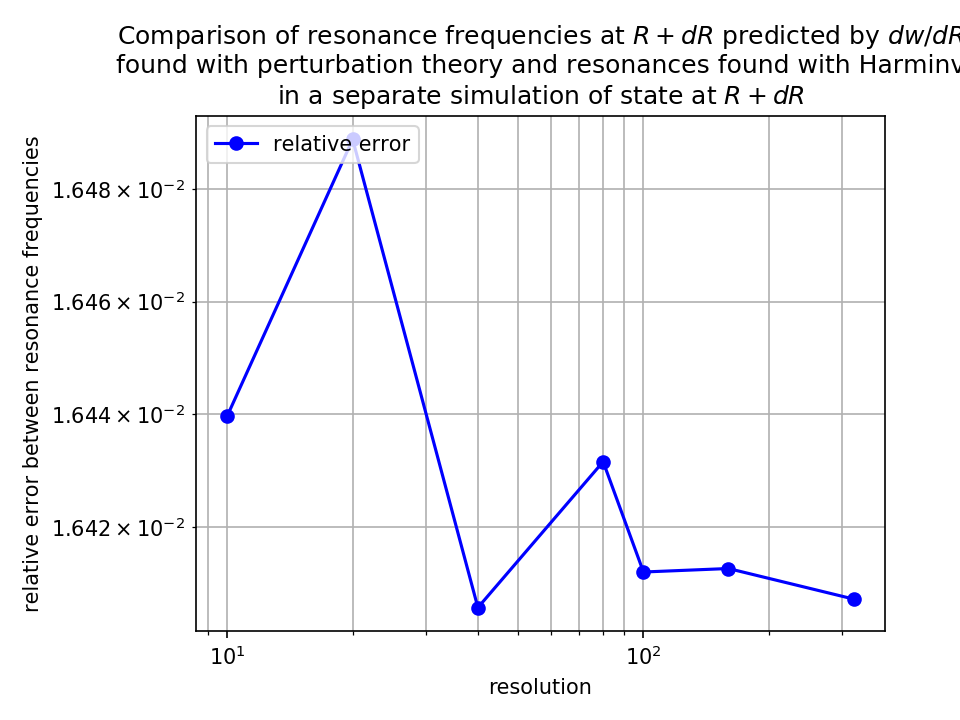 Comparison of resonance frequencies at R + dR predicted by dw/dR
found with perturbation theory and resonances found with Harminv
in a separate simulation of state at R + dR
relative error
relative error between resonance frequencies
1.648 × 10⁻²
1.646 × 10⁻²
1.644 × 10⁻²
1.642 × 10⁻²
10¹
10²
resolution